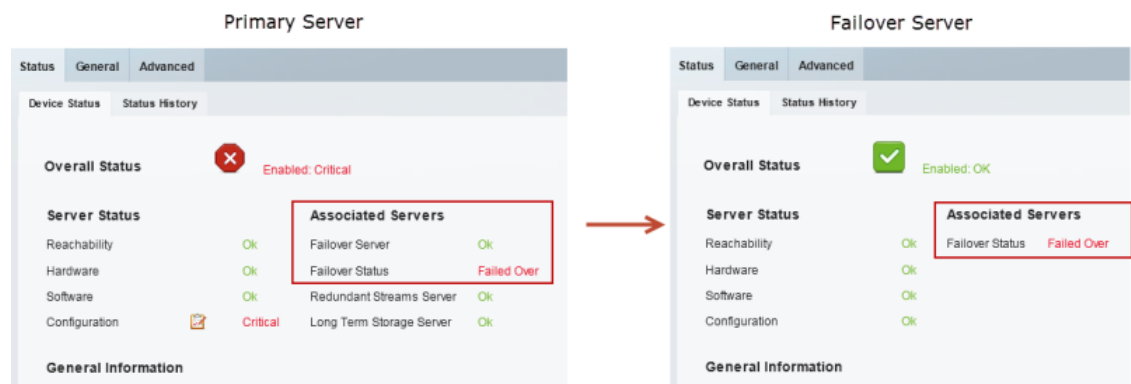 Primary Server
Status General Advanced
Device Status Status History
Overall Status
Enabled: Critical
Server Status
Reachability Ok
Hardware Ok
Software Ok
Configuration Critical
Associated Servers
Failover Server Ok
Failover Status Failed Over
Redundant Streams Server Ok
Long Term Storage Server Ok
General Information
Failover Server
Status General Advanced
Device Status Status History
Overall Status
Enabled: OK
Server Status
Reachability Ok
Hardware Ok
Software Ok
Configuration Ok
Associated Servers
Failover Status Failed Over
General Information